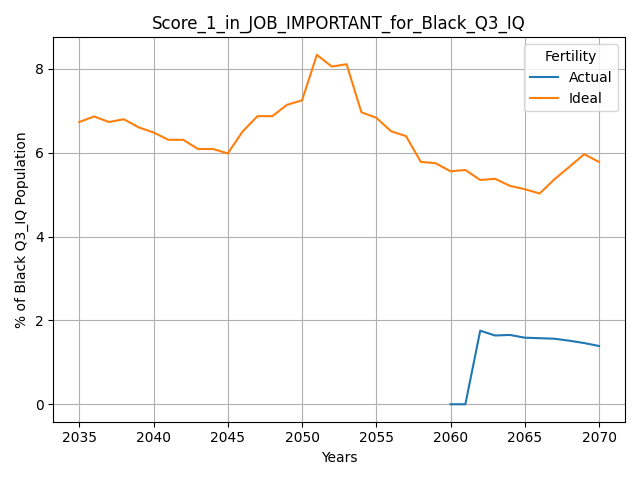 Score_1_in_JOB_IMPORTANT_for_Black_Q3_IQ
Fertility
Actual
Ideal
% of Black Q3_IQ Population
8
6
4
2
0
2035 2040 2045 2050 2055 2060 2065 2070
Years